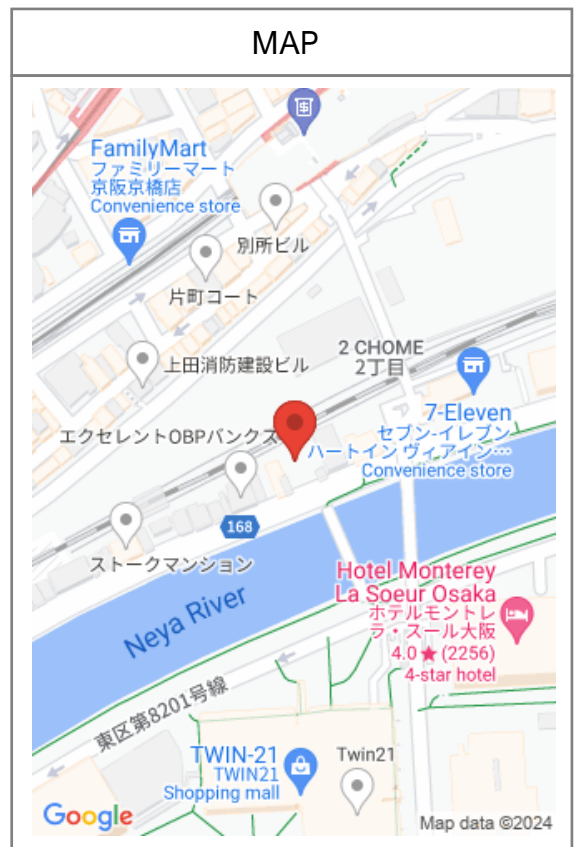 MAP
FamilyMart
ファミリーマート
京阪京橋店
Convenience store
別所ビル
片町コート
2 CHOME
2丁目
上田消防建設ビル
7-Eleven
セブン-イレブン
ハートイン ヴィアイン…
Convenience store
エクセレントOBPバンクス
168
ストークマンション
Hotel Monterey
La Soeur Osaka
ホテルモントレ
ラ・スール大阪
4.0★(2256)
4-star hotel
Neya River
東区第8201号線
TWIN-21
TWIN21
Shopping mall
Twin21
Google
Map data ©2024